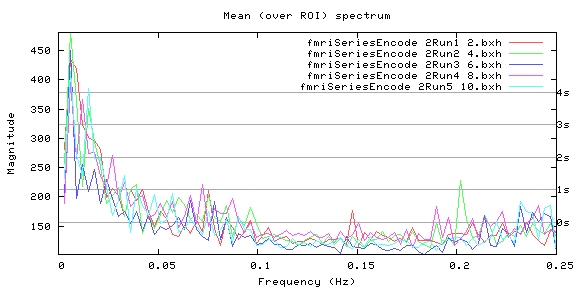 Mean (over ROI) spectrum
fmriSeriesEncode 2Run1 2.bxh
fmriSeriesEncode 2Run2 4.bxh
fmriSeriesEncode 2Run3 6.bxh
fmriSeriesEncode 2Run4 8.bxh
fmriSeriesEncode 2Run5 10.bxh
Magnitude
450
400
350
300
250
200
150
4s
3s
2s
1s
0s
0
0.05
0.1
0.15
0.2
0.25
Frequency (Hz)